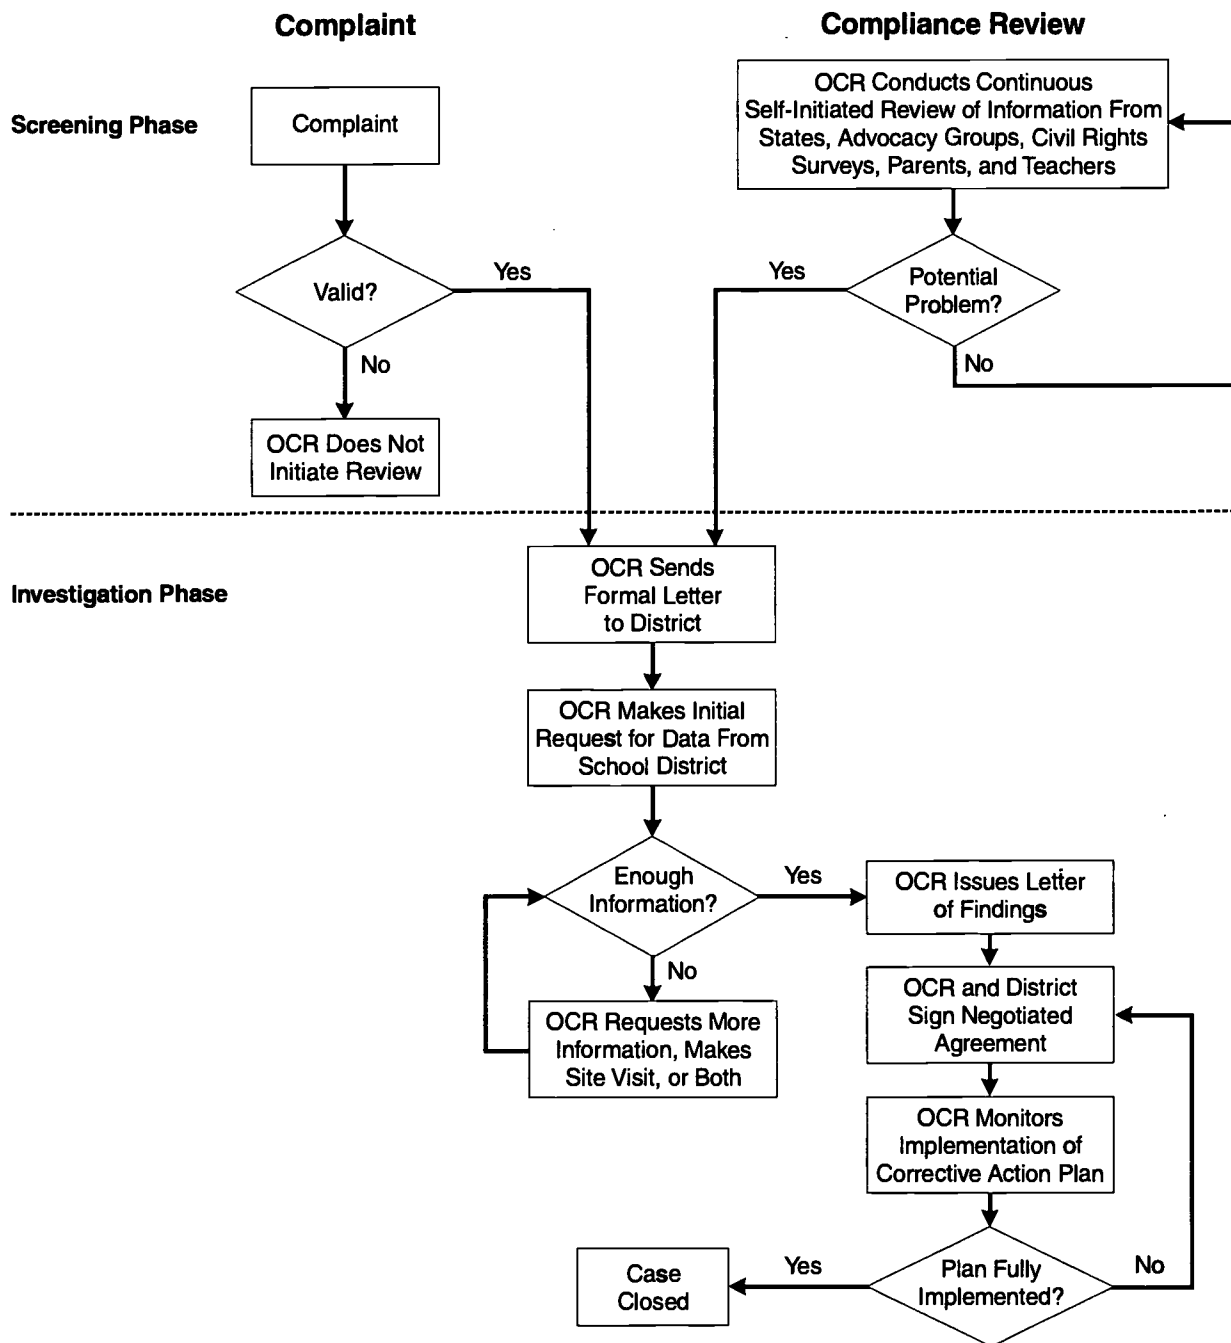 Complaint
Compliance Review
Screening Phase
Complaint
OCR Conducts Continuous
Self-Initiated Review of Information From
States, Advocacy Groups, Civil Rights
Surveys, Parents, and Teachers
Valid?
Yes
No
OCR Does Not
Initiate Review
Yes
Potential
Problem?
No
Investigation Phase
OCR Sends
Formal Letter
to District
OCR Makes Initial
Request for Data From
School District
Enough
Information?
Yes
No
OCR Requests More
Information, Makes
Site Visit, or Both
OCR Issues Letter
of Findings
OCR and District
Sign Negotiated
Agreement
OCR Monitors
Implementation of
Corrective Action Plan
Plan Fully
Implemented?
No
Yes
Case
Closed